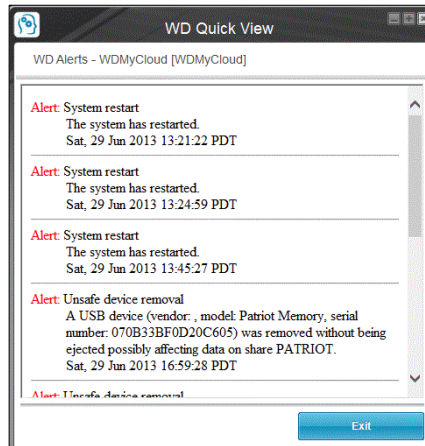 WD Quick View
WD Alerts - WDMyCloud [WDMyCloud]
Alert: System restart
The system has restarted.
Sat, 29 Jun 2013 13:21:22 PDT
Alert: System restart
The system has restarted.
Sat, 29 Jun 2013 13:24:59 PDT
Alert: System restart
The system has restarted.
Sat, 29 Jun 2013 13:45:27 PDT
Alert: Unsafe device removal
A USB device (vendor: , model: Patriot Memory, serial
number: 070B33BF0D20C605) was removed without being
ejected possibly affecting data on share PATRIOT.
Sat, 29 Jun 2013 16:59:28 PDT
Alert: Unsafe device removal
Exit